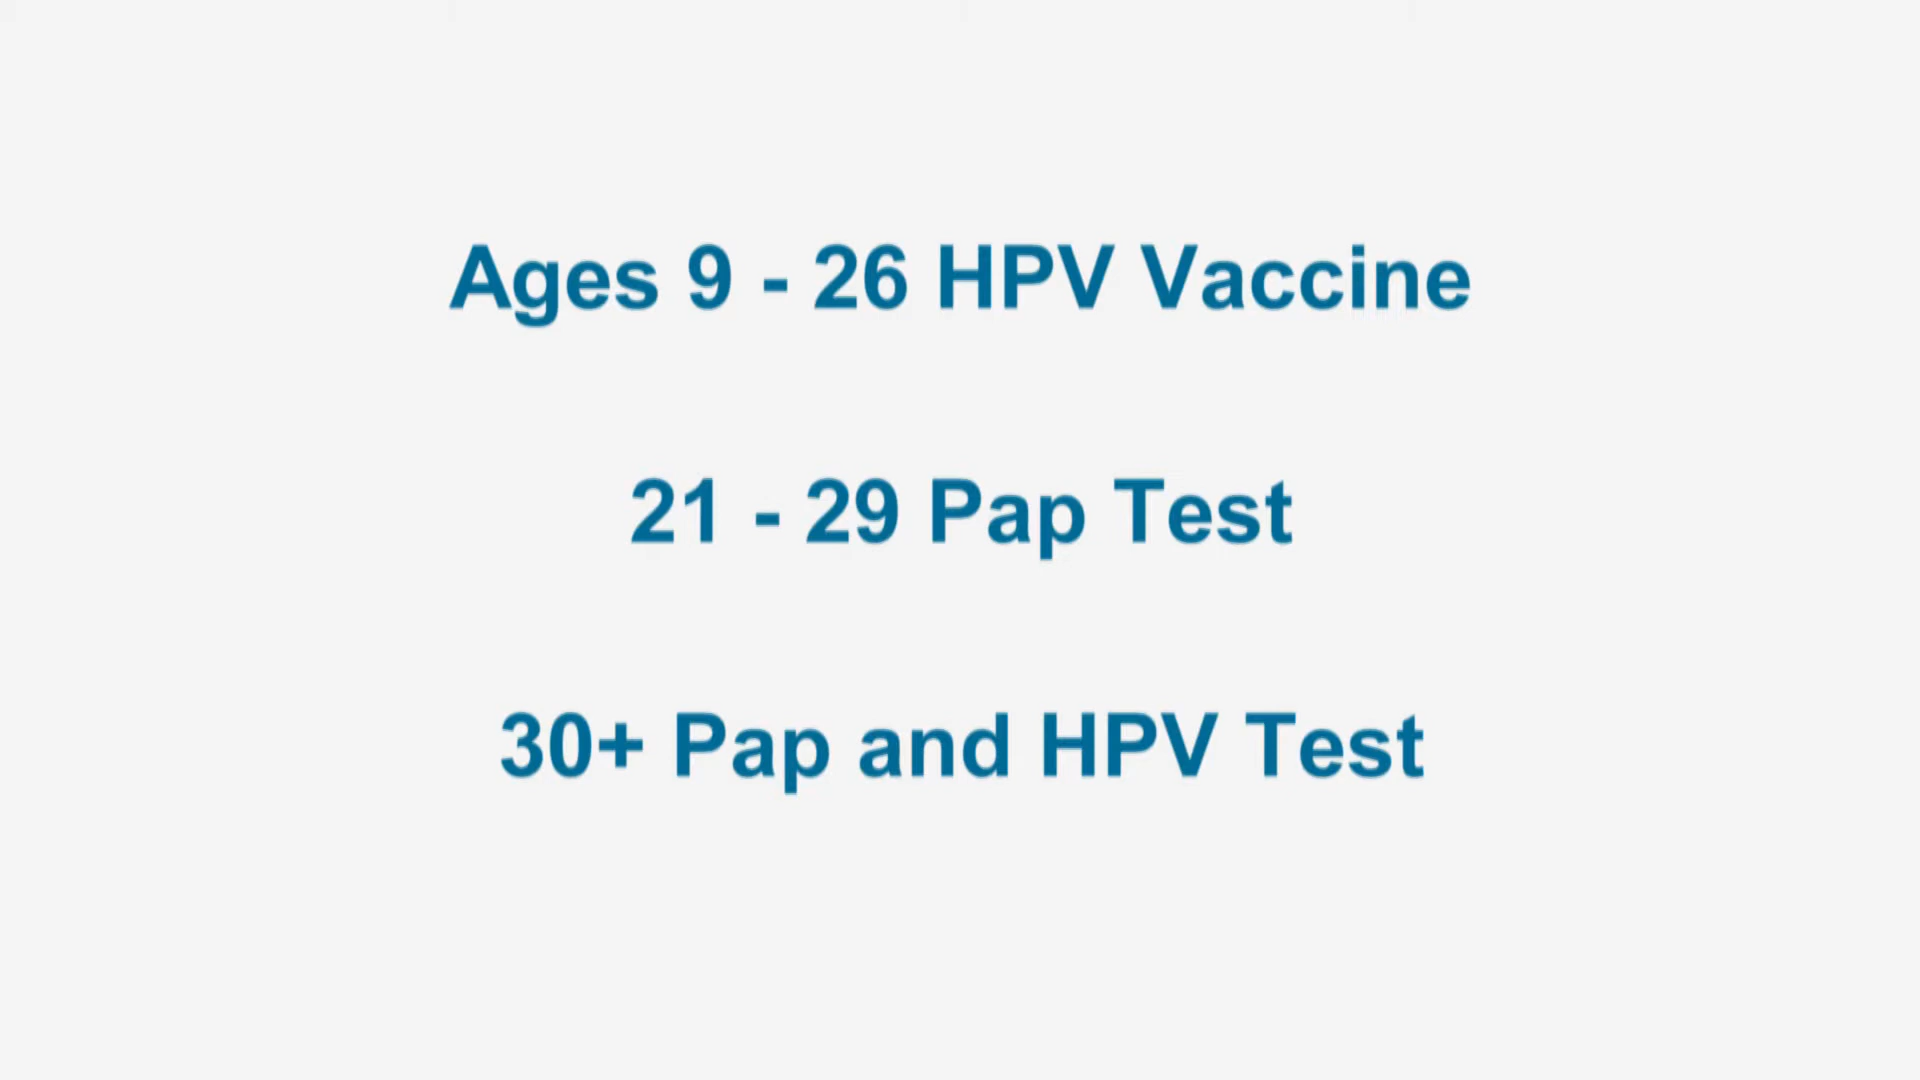 Ages 9 - 26 HPV Vaccine
21 - 29 Pap Test
30+ Pap and HPV Test